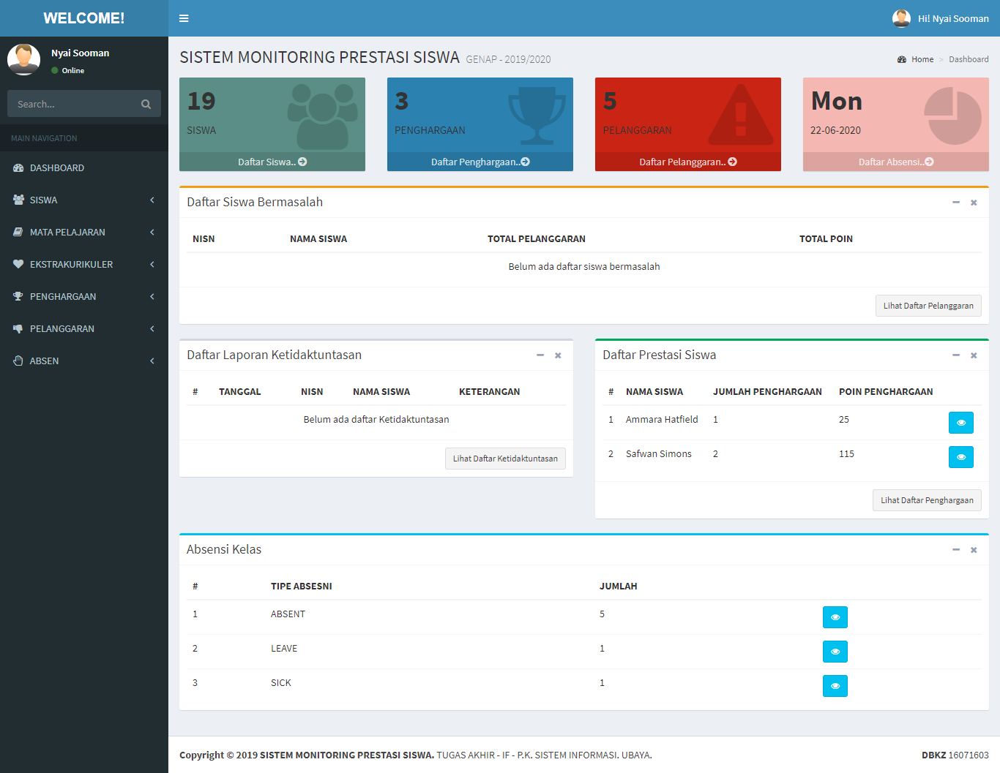 WELCOME!
Hi! Nyai Sooman
Nyai Sooman
Online
Search...
MAIN NAVIGATION
DASHBOARD
SISWA
MATA PELAJARAN
EKSTRAKURIKULER
PENGHARGAAN
PELANGGARAN
ABSEN
SISTEM MONITORING PRESTASI SISWA GENAP - 2019/2020
Home > Dashboard
19
SISWA
Daftar Siswa..
3
PENGHARGAAN
Daftar Penghargaan..
5
PELANGGARAN
Daftar Pelanggaran..
Mon
22-06-2020
Daftar Absensi..
Daftar Siswa Bermasalah
NISN NAMA SISWA TOTAL PELANGGARAN TOTAL POIN
Belum ada daftar siswa bermasalah
Lihat Daftar Pelanggaran
Daftar Laporan Ketidaktuntasan
# TANGGAL NISN NAMA SISWA KETERANGAN
Belum ada daftar Ketidaktuntasan
Lihat Daftar Ketidaktuntasan
Daftar Prestasi Siswa
# NAMA SISWA JUMLAH PENGHARGAAN POIN PENGHARGAAN
1 Ammara Hatfield 1 25
2 Safwan Simons 2 115
Lihat Daftar Penghargaan
Absensi Kelas
# TIPE ABSESNI JUMLAH
1 ABSENT 5
2 LEAVE 1
3 SICK 1
Copyright © 2019 SISTEM MONITORING PRESTASI SISWA. TUGAS AKHIR - IF - P.K. SISTEM INFORMASI. UBAYA.
DBKZ 16071603